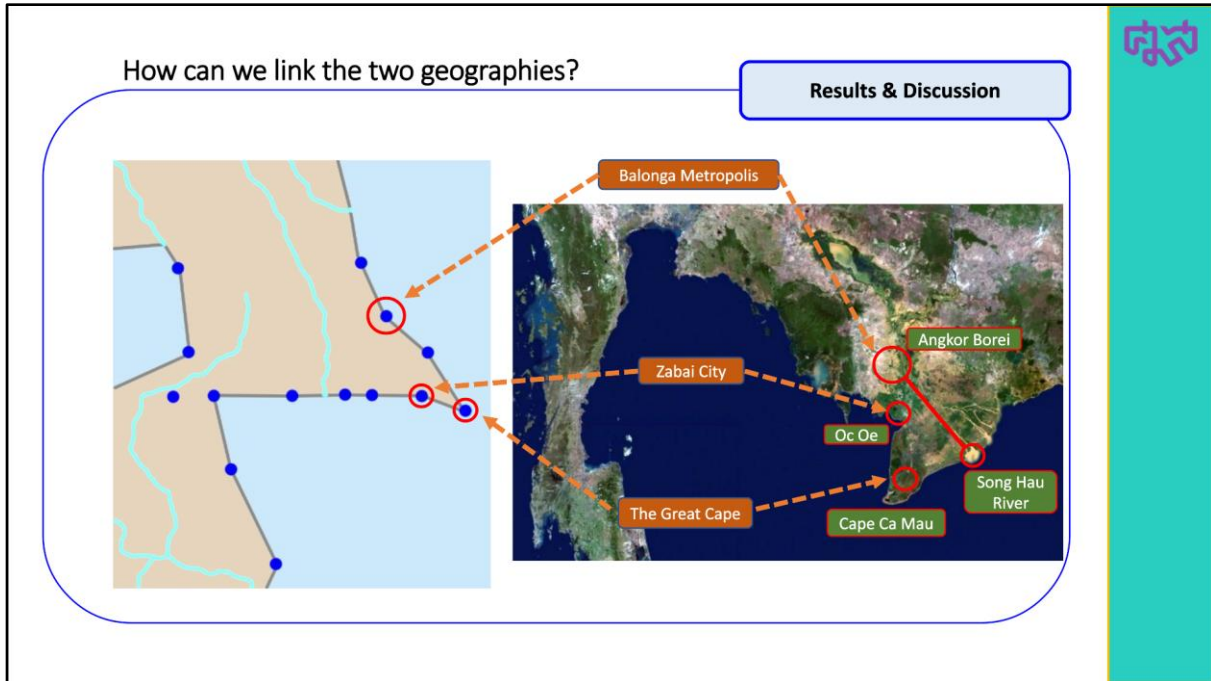 How can we link the two geographies?
Results & Discussion
Balonga Metropolis
Angkor Borei
Zabai City
Oc Oe
Song Hau
River
The Great Cape
Cape Ca Mau